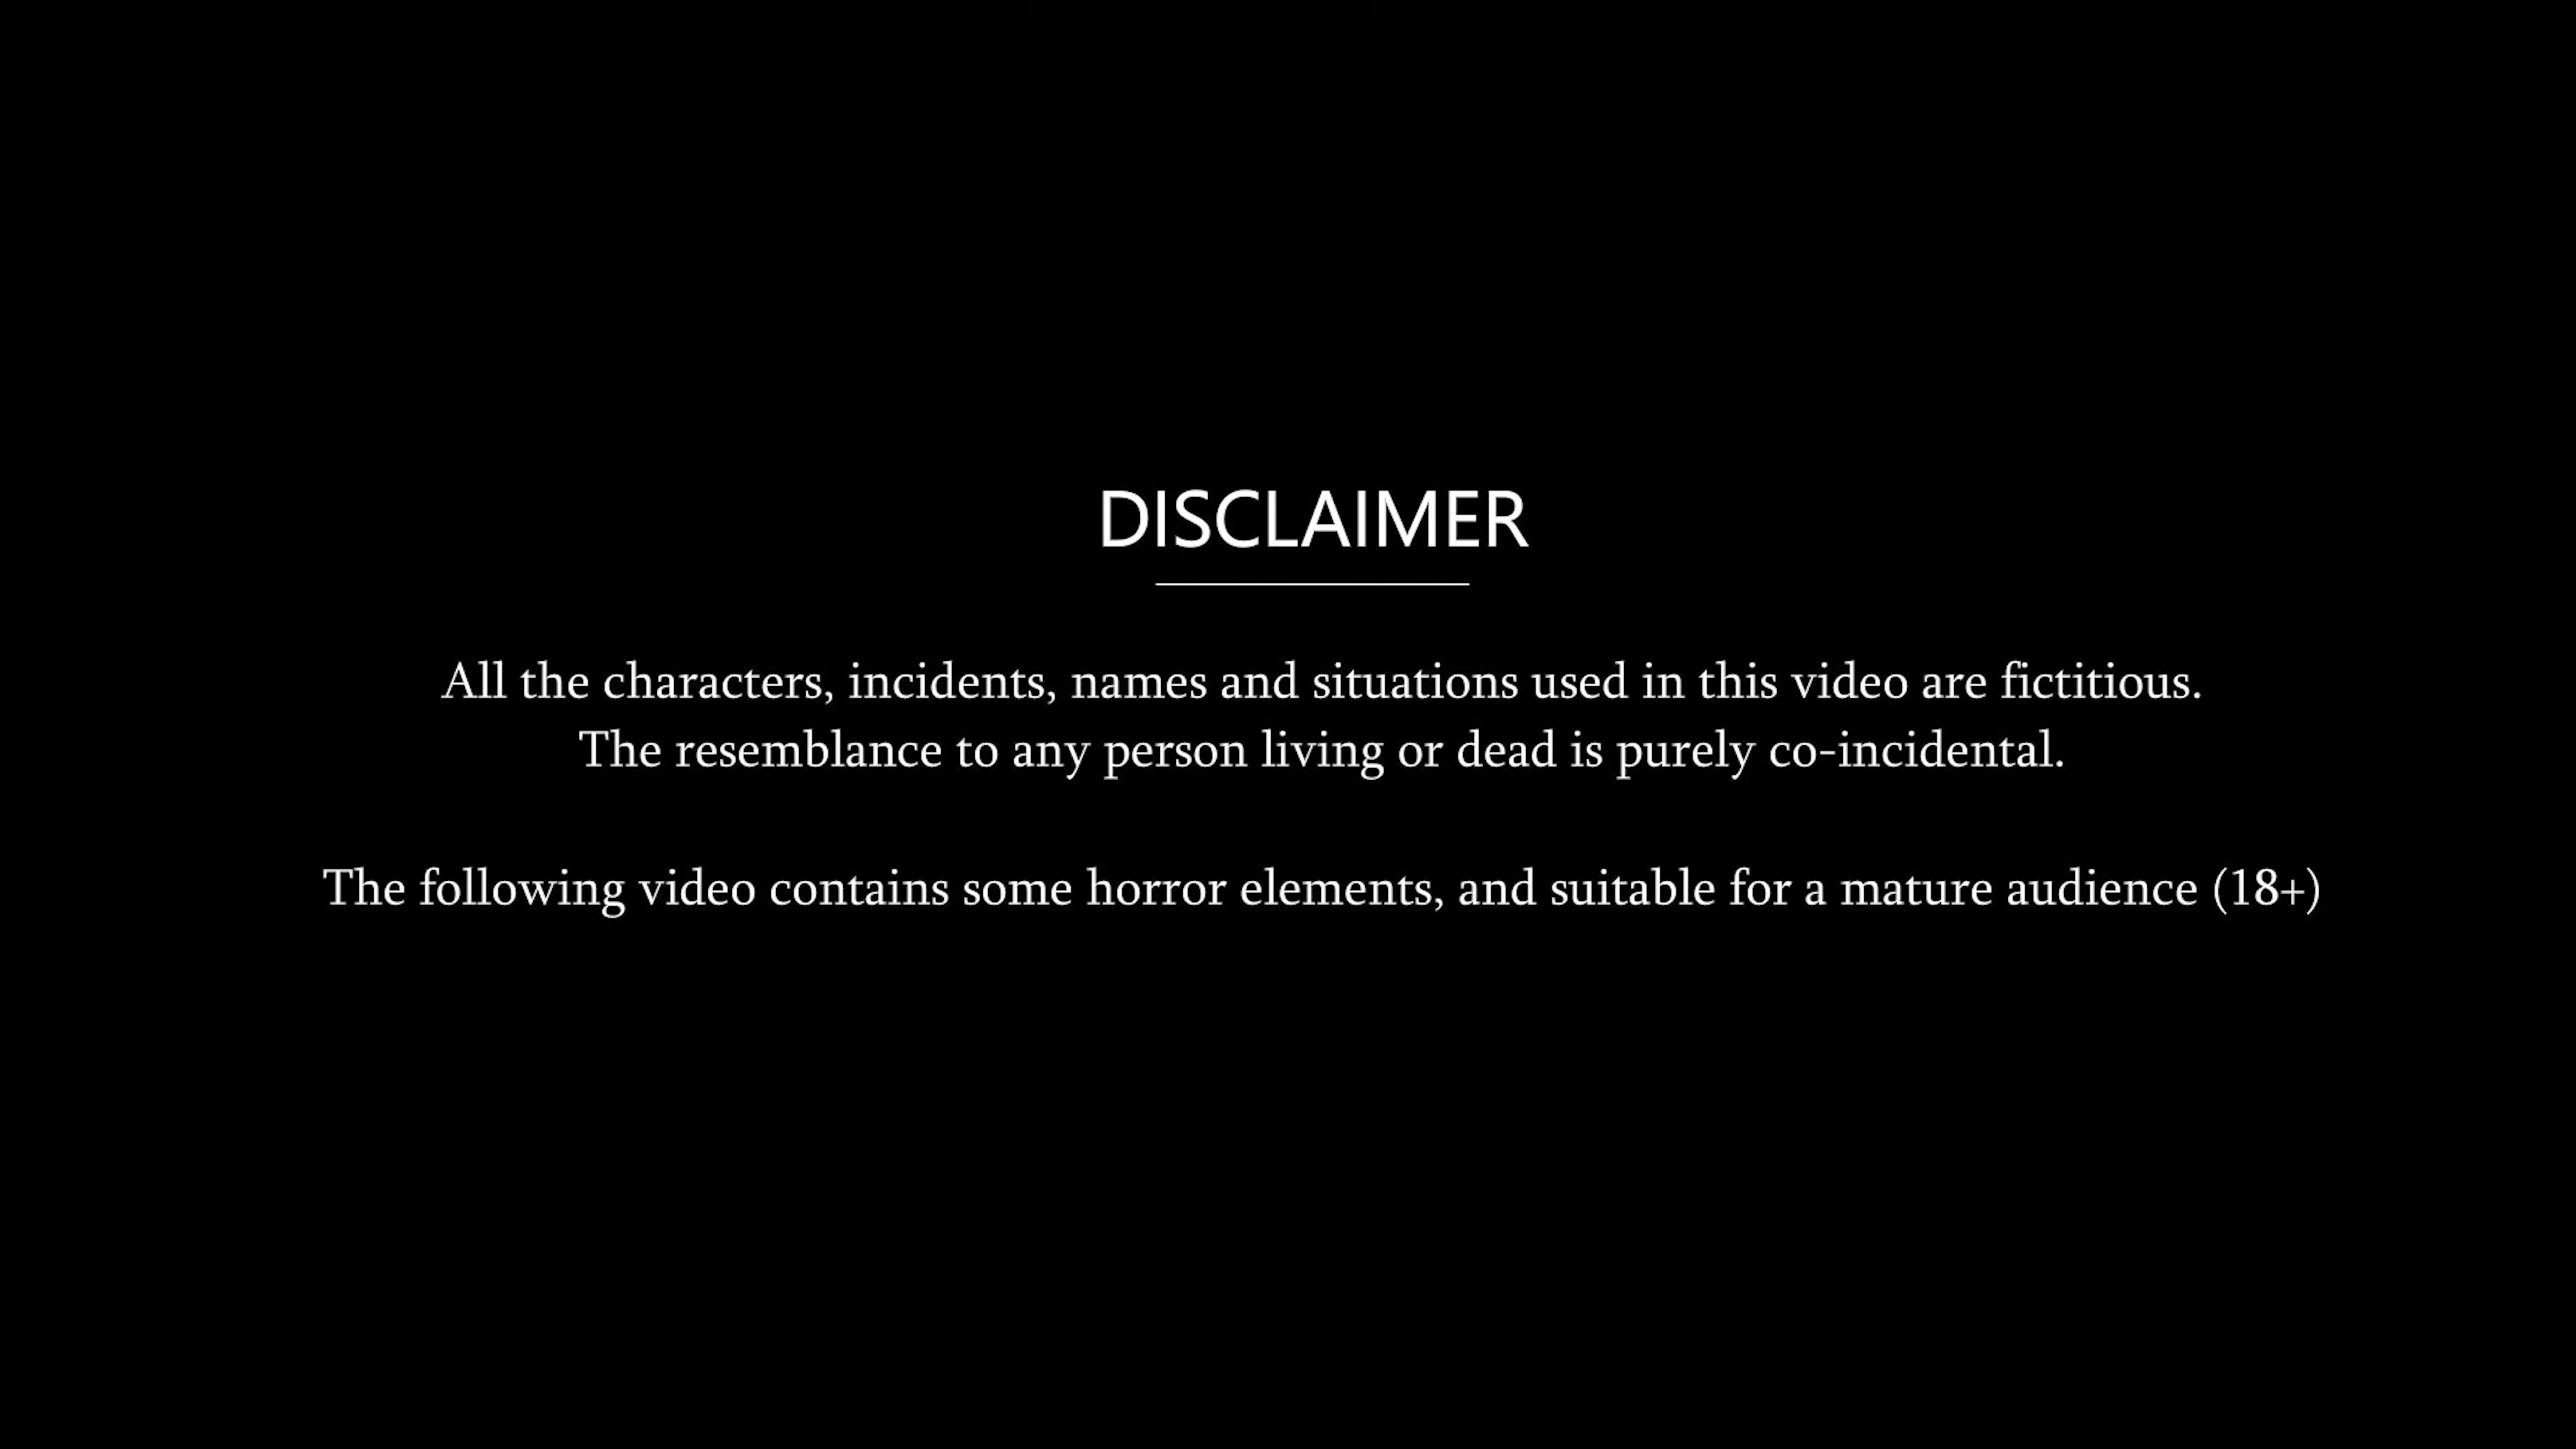 DISCLAIMER
All the characters, incidents, names and situations used in this video are fictitious.
The resemblance to any person living or dead is purely co-incidental.
The following video contains some horror elements, and suitable for a mature audience (18+)